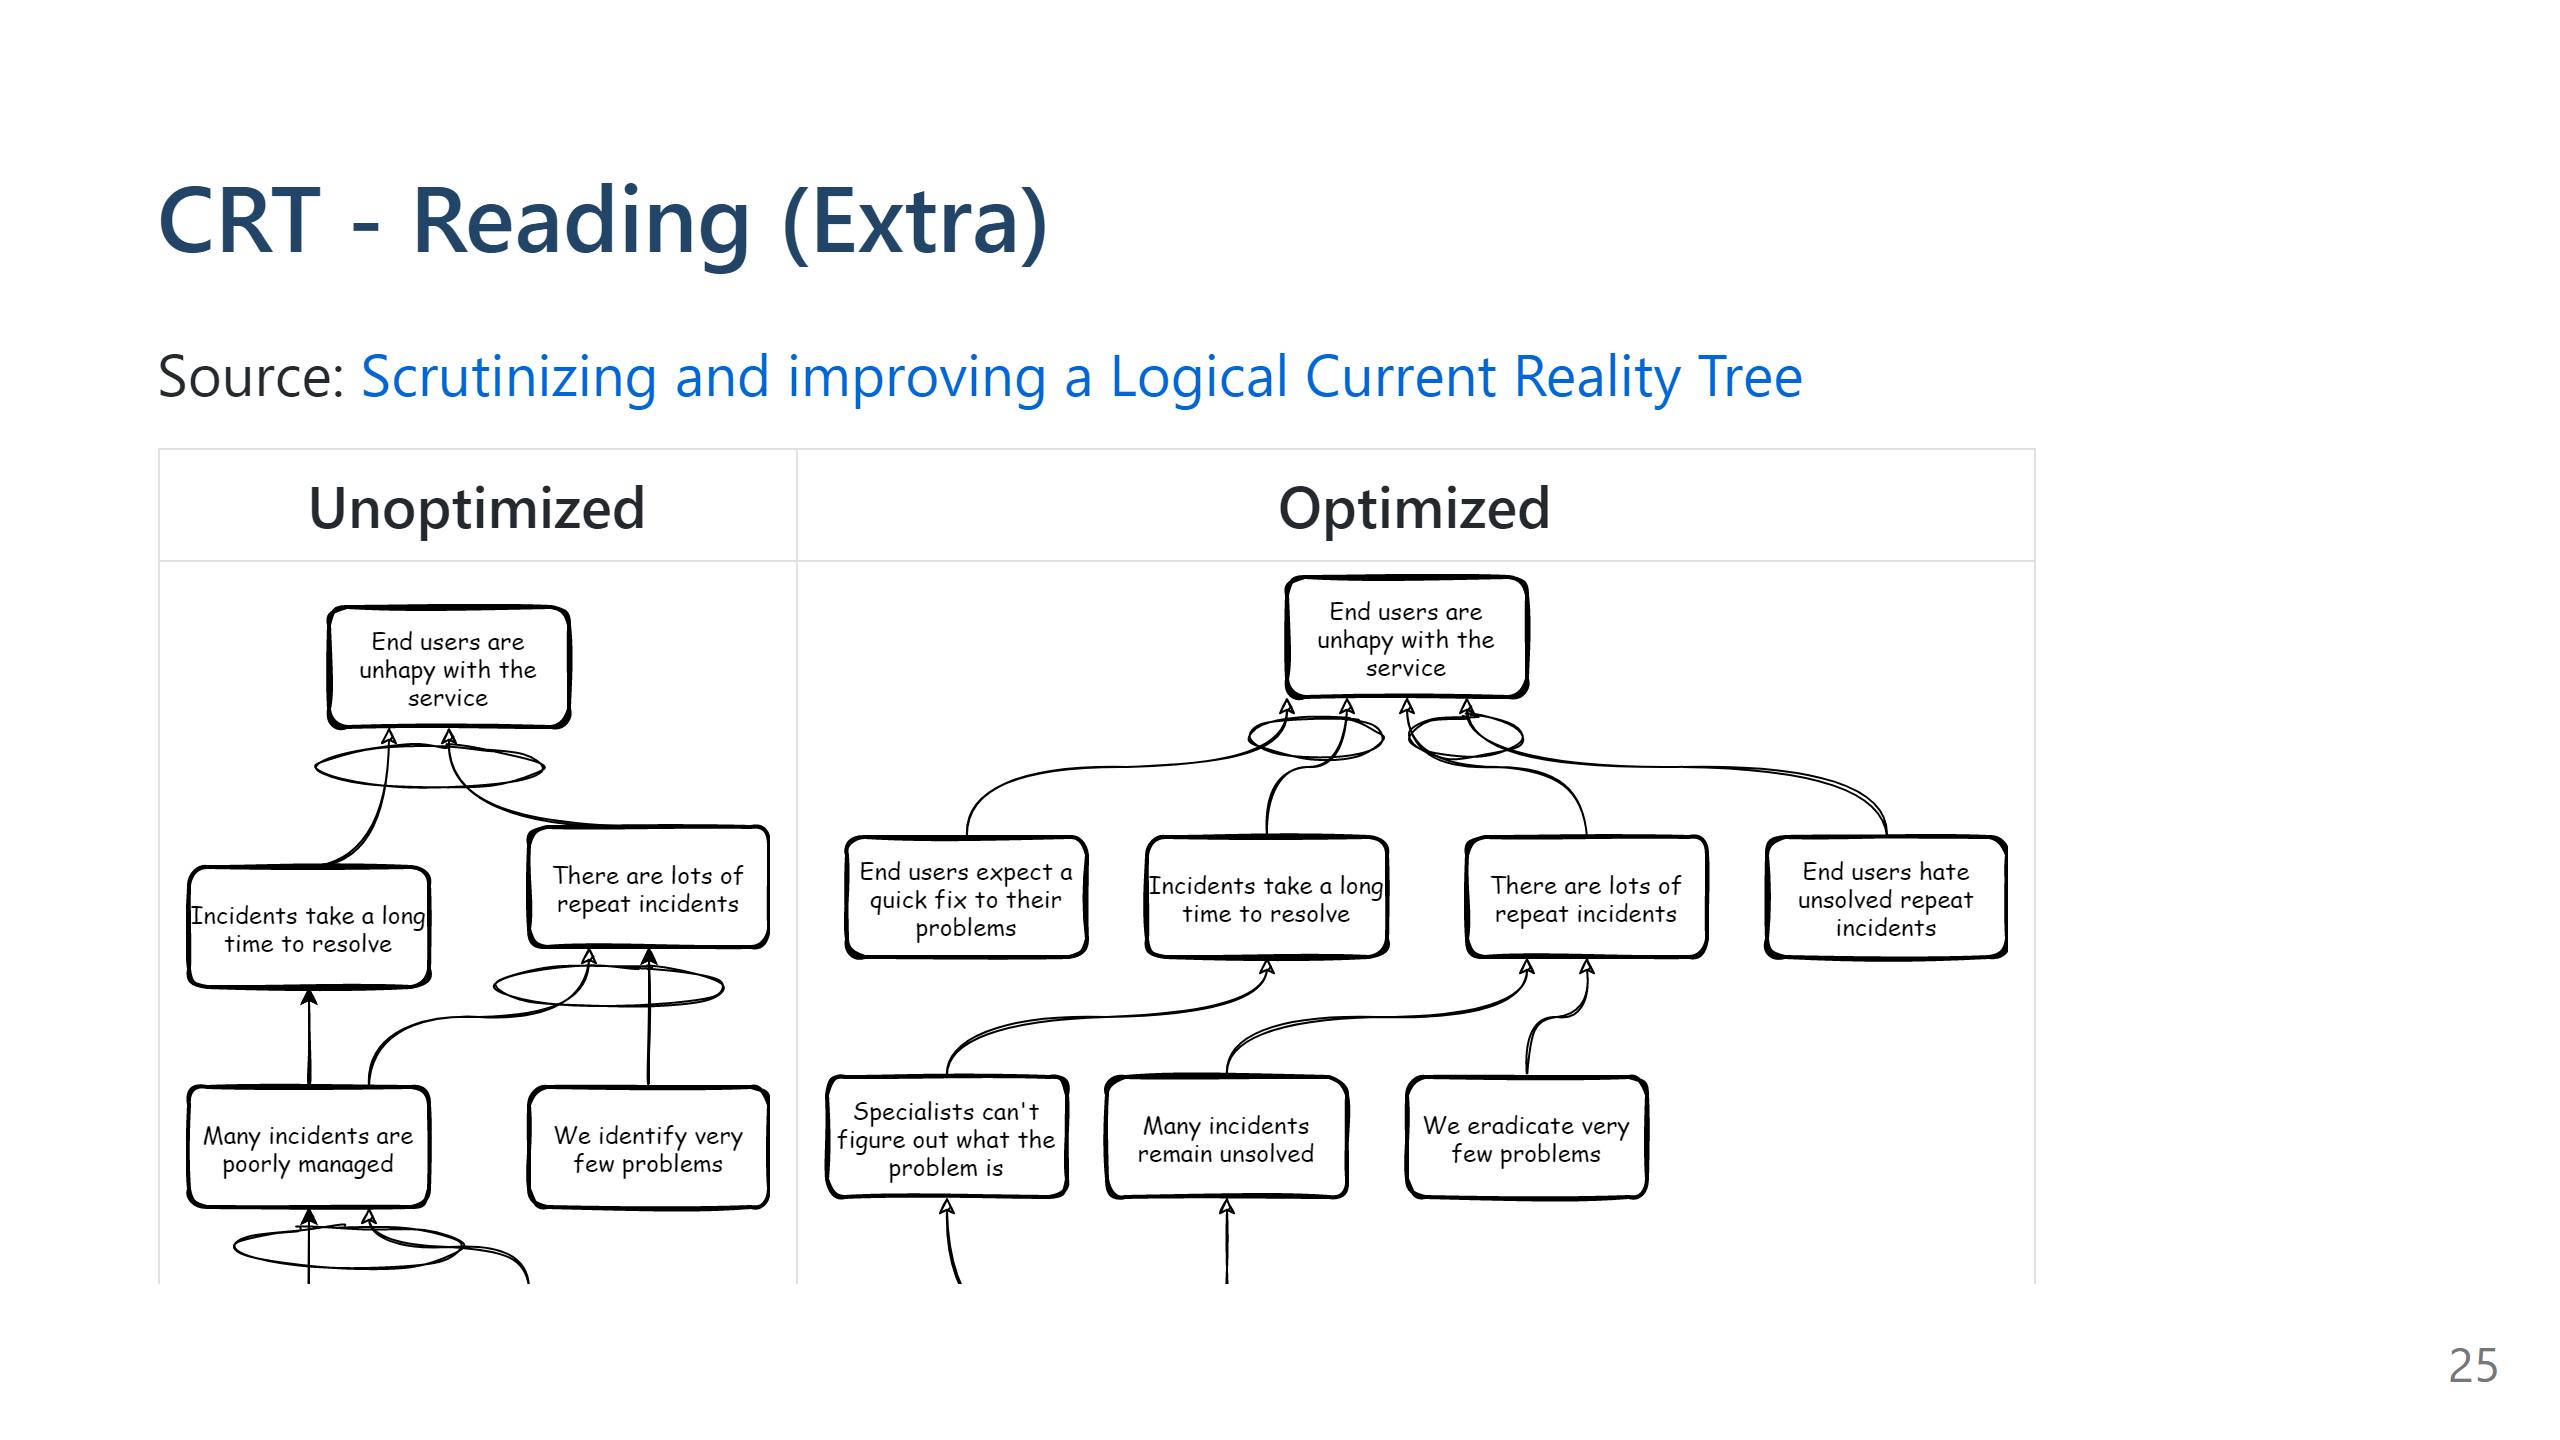 CRT - Reading (Extra)
Source: Scrutinizing and improving a Logical Current Reality Tree
Unoptimized
Optimized
End users are
unhapy with the
service
There are lots of
repeat incidents
Incidents take a long
time to resolve
Many incidents are
poorly managed
We identify very
few problems
End users are
unhapy with the
service
End users expect a
quick fix to their
problems
Incidents take a long
time to resolve
There are lots of
repeat incidents
End users hate
unsolved repeat
incidents
Specialists can't
figure out what the
problem is
Many incidents
remain unsolved
We eradicate very
few problems
25